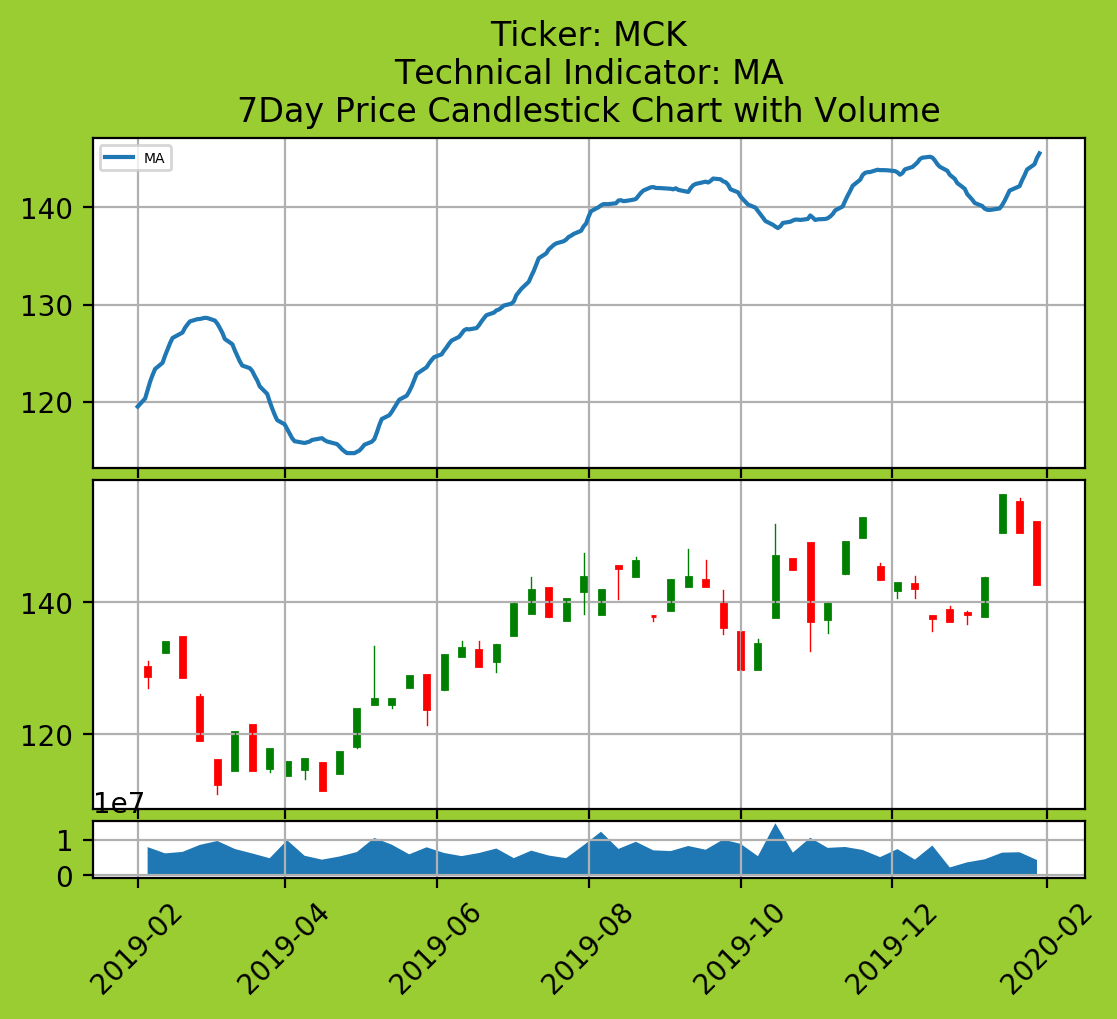 Ticker: MCK
Technical Indicator: MA
7Day Price Candlestick Chart with Volume
MA
140
130
120
140
120
1e7
1
0
2019-02
2019-04
2019-06
2019-08
2019-10
2019-12
2020-02